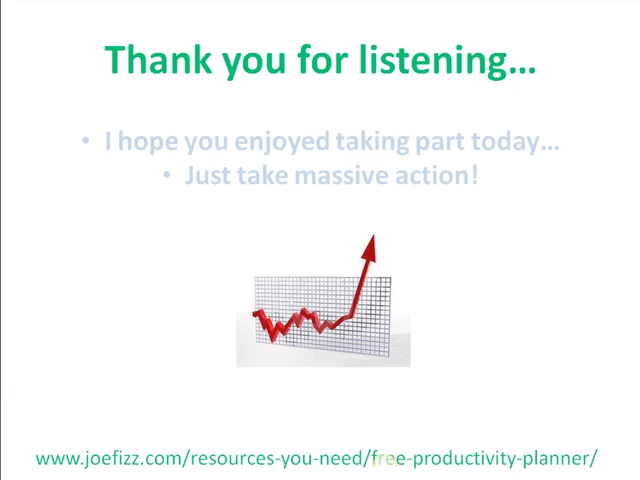 Thank you for listening…
• I hope you enjoyed taking part today…
• Just take massive action!
www.joefizz.com/resources-you-need/free-productivity-planner/